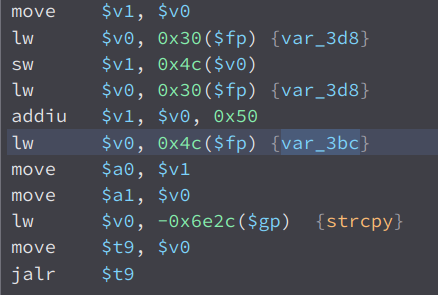 move $v1, $v0
lw $v0, 0x30($fp) {var_3d8}
sw $v1, 0x4c($v0)
lw $v0, 0x30($fp) {var_3d8}
addiu $v1, $v0, 0x50
lw $v0, 0x4c($fp) {var_3bc}
move $a0, $v1
move $a1, $v0
lw $v0, -0x6e2c($gp) {strcpy}
move $t9, $v0
jalr $t9